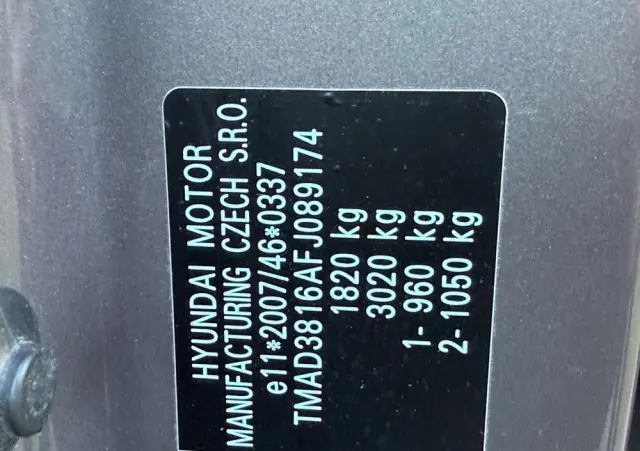 HYUNDAI MOTOR
MANUFACTURING CZECH S.R.O.
e11*2007/46*0337
TMAD3816AFJ089174
1820 kg
3020 kg
1- 960 kg
2- 1050 kg